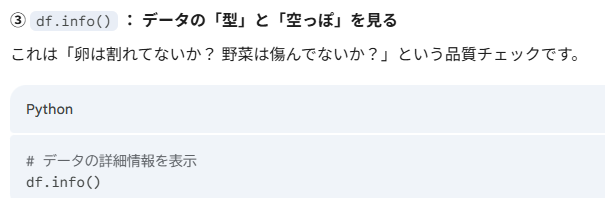 ③ df.info() : データの「型」と「空っぽ」を見る
これは「卵は割れてないか? 野菜は傷んでないか?」という品質チェックです。
Python
# データの詳細情報を表示
df.info()